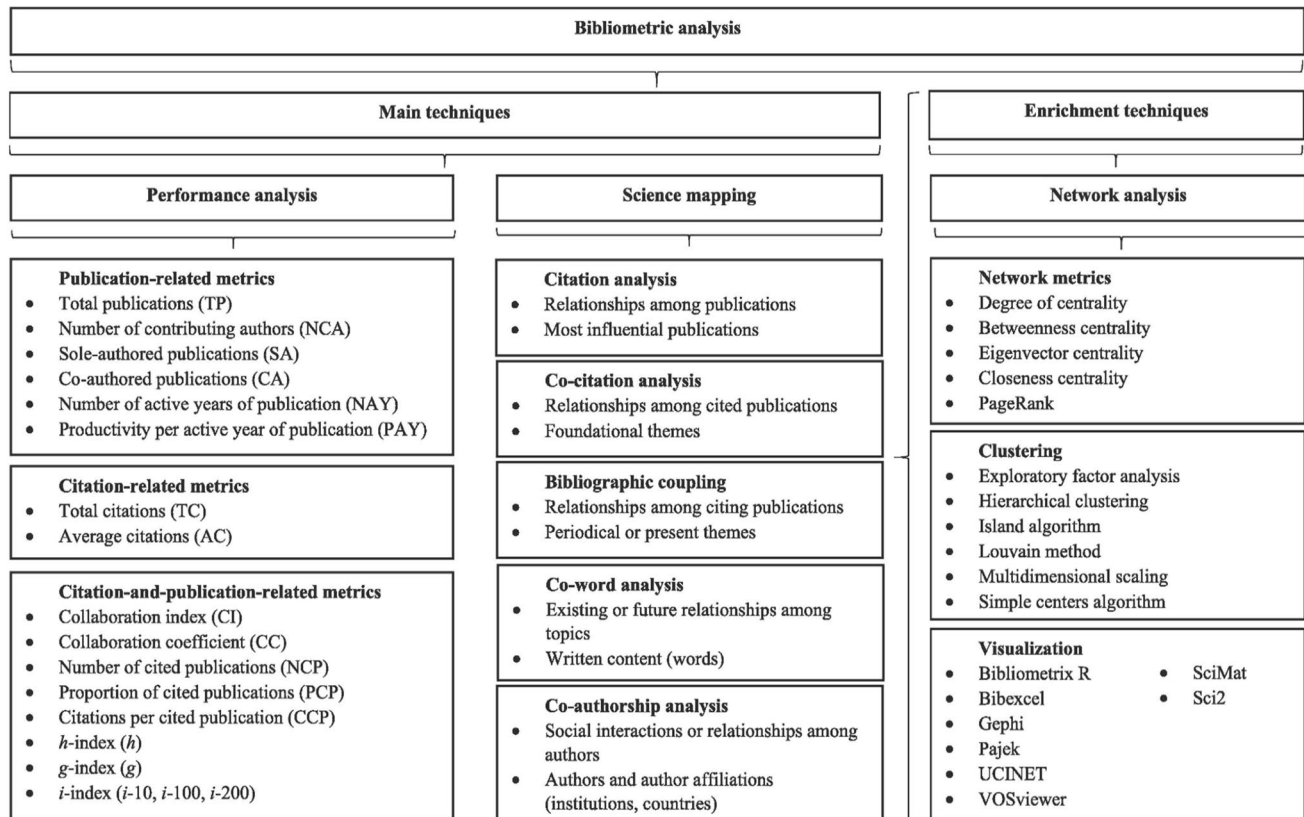 Bibliometric analysis
Main techniques
Enrichment techniques
Performance analysis
Science mapping
Network analysis
Publication-related metrics
• Total publications (TP)
• Number of contributing authors (NCA)
• Sole-authored publications (SA)
• Co-authored publications (CA)
• Number of active years of publication (NAY)
• Productivity per active year of publication (PAY)
Citation-related metrics
• Total citations (TC)
• Average citations (AC)
Citation-and-publication-related metrics
• Collaboration index (CI)
• Collaboration coefficient (CC)
• Number of cited publications (NCP)
• Proportion of cited publications (PCP)
• Citations per cited publication (CCP)
• h-index (h)
• g-index (g)
• i-index (i-10, i-100, i-200)
Citation analysis
• Relationships among publications
• Most influential publications
Co-citation analysis
• Relationships among cited publications
• Foundational themes
Bibliographic coupling
• Relationships among citing publications
• Periodical or present themes
Co-word analysis
• Existing or future relationships among
topics
• Written content (words)
Co-authorship analysis
• Social interactions or relationships among
authors
• Authors and author affiliations
(institutions, countries)
Network metrics
• Degree of centrality
• Betweenness centrality
• Eigenvector centrality
• Closeness centrality
• PageRank
Clustering
• Exploratory factor analysis
• Hierarchical clustering
• Island algorithm
• Louvain method
• Multidimensional scaling
• Simple centers algorithm
Visualization
• Bibliometrix R
• Bibexcel
• Gephi
• Pajek
• UCINET
• VOSviewer
• SciMat
• Sci2